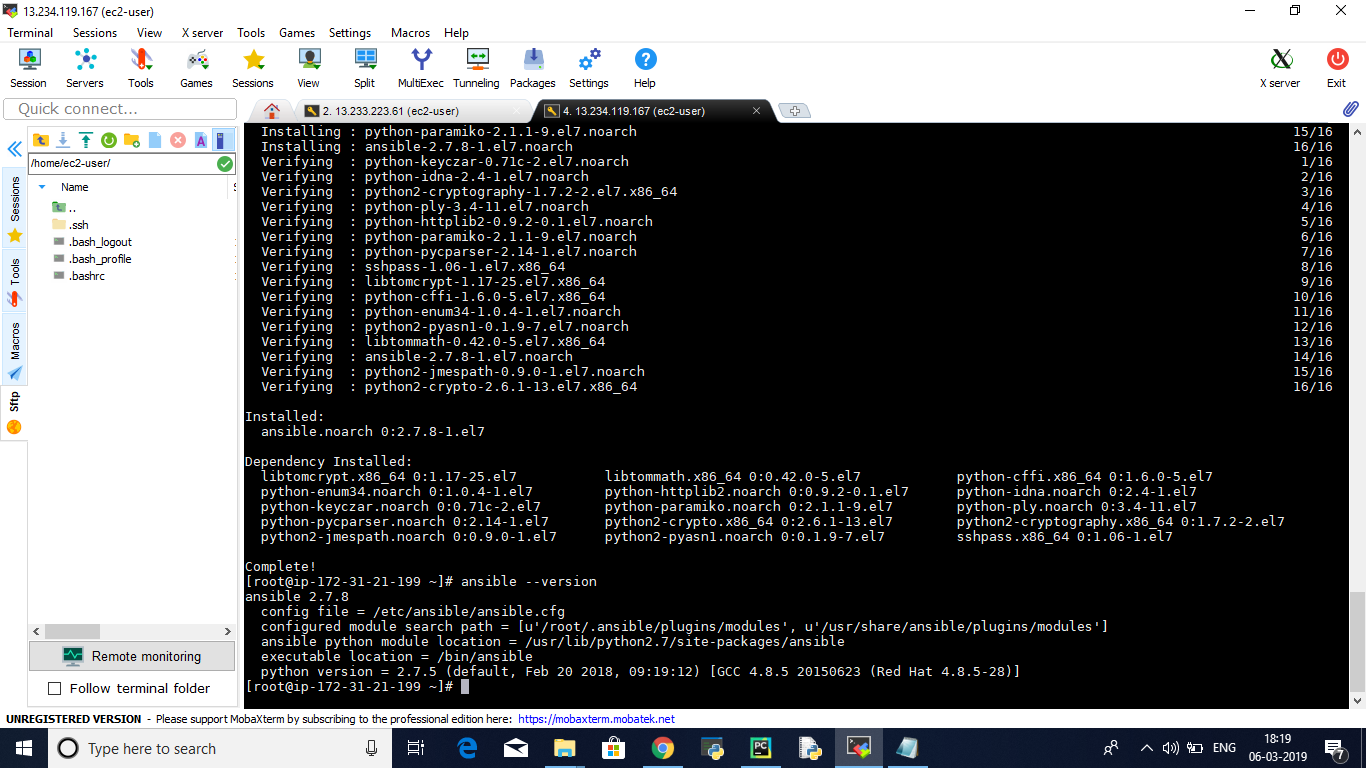 13.234.119.167 (ec2-user)
Terminal Sessions View X server Tools Games Settings Macros Help
Session Servers Tools Games Sessions View Split MultiExec Tunneling Packages Settings Help X server Exit
Quick connect...
2. 13.233.223.61 (ec2-user)
4. 13.234.119.167 (ec2-user)
/home/ec2-user/
Name
..
.ssh
.bash_logout
.bash_profile
.bashrc
Sessions
Tools
Macros
Sftp
Remote monitoring
Follow terminal folder
Installing : python-paramiko-2.1.1-9.el7.noarch 15/16
Installing : ansible-2.7.8-1.el7.noarch 16/16
Verifying : python-keyczar-0.71c-2.el7.noarch 1/16
Verifying : python-idna-2.4-1.el7.noarch 2/16
Verifying : python2-cryptography-1.7.2-2.el7.x86_64 3/16
Verifying : python-ply-3.4-11.el7.noarch 4/16
Verifying : python-httplib2-0.9.2-0.1.el7.noarch 5/16
Verifying : python-paramiko-2.1.1-9.el7.noarch 6/16
Verifying : python-pycparser-2.14-1.el7.noarch 7/16
Verifying : sshpass-1.06-1.el7.x86_64 8/16
Verifying : libtomcrypt-1.17-25.el7.x86_64 9/16
Verifying : python-cffi-1.6.0-5.el7.x86_64 10/16
Verifying : python-enum34-1.0.4-1.el7.noarch 11/16
Verifying : python2-pyasn1-0.1.9-7.el7.noarch 12/16
Verifying : libtommath-0.42.0-5.el7.x86_64 13/16
Verifying : ansible-2.7.8-1.el7.noarch 14/16
Verifying : python2-jmespath-0.9.0-1.el7.noarch 15/16
Verifying : python2-crypto-2.6.1-13.el7.x86_64 16/16
Installed:
ansible.noarch 0:2.7.8-1.el7
Dependency Installed:
libtomcrypt.x86_64 0:1.17-25.el7 libtommath.x86_64 0:0.42.0-5.el7 python-cffi.x86_64 0:1.6.0-5.el7
python-enum34.noarch 0:1.0.4-1.el7 python-httplib2.noarch 0:0.9.2-0.1.el7 python-idna.noarch 0:2.4-1.el7
python-keyczar.noarch 0:0.71c-2.el7 python-paramiko.noarch 0:2.1.1-9.el7 python-ply.noarch 0:3.4-11.el7
python-pycparser.noarch 0:2.14-1.el7 python2-crypto.x86_64 0:2.6.1-13.el7 python2-cryptography.x86_64 0:1.7.2-2.el7
python2-jmespath.noarch 0:0.9.0-1.el7 python2-pyasn1.noarch 0:0.1.9-7.el7 sshpass.x86_64 0:1.06-1.el7
Complete!
[root@ip-172-31-21-199 ~]# ansible --version
ansible 2.7.8
config file = /etc/ansible/ansible.cfg
configured module search path = [u'/root/.ansible/plugins/modules', u'/usr/share/ansible/plugins/modules']
ansible python module location = /usr/lib/python2.7/site-packages/ansible
executable location = /bin/ansible
python version = 2.7.5 (default, Feb 20 2018, 09:19:12) [GCC 4.8.5 20150623 (Red Hat 4.8.5-28)]
[root@ip-172-31-21-199 ~]#
UNREGISTERED VERSION - Please support MobaXterm by subscribing to the professional edition here: https://mobaxterm.mobatek.net
Type here to search
ENG
18:19
06-03-2019
7